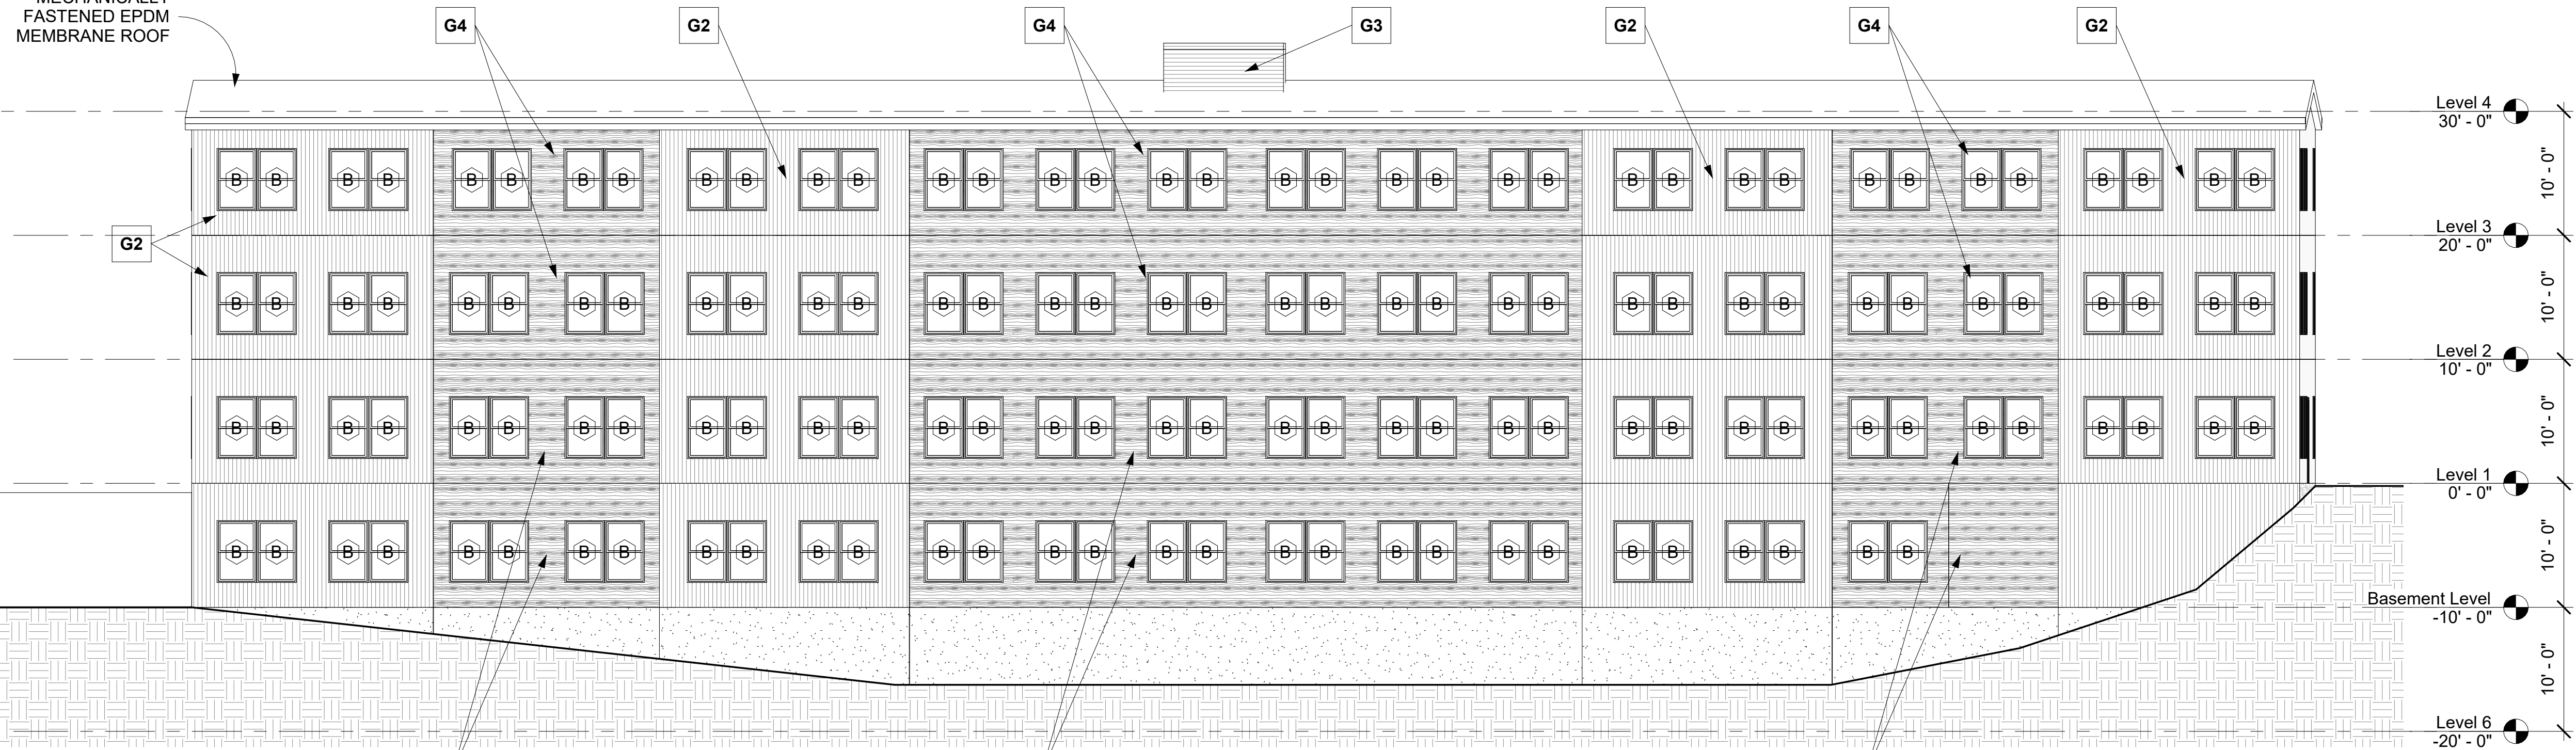 MECHANICALLY
FASTENED EPDM
MEMBRANE ROOF
G4
G2
G4
G3
G2
G4
G2
Level 4
30' - 0"
B B B B B B B B B B B B B B B B B B B B B B B B B B B B B B B B B B B B
10' - 0"
G2
Level 3
20' - 0"
B B B B B B B B B B B B B B B B B B B B B B B B B B B B B B B B B B B B
10' - 0"
Level 2
10' - 0"
B B B B B B B B B B B B B B B B B B B B B B B B B B B B B B B B B B B B
10' - 0"
Level 1
0' - 0"
B B B B B B B B B B B B B B B B B B B B B B B B B B B B B B
10' - 0"
Basement Level
-10' - 0"
10' - 0"
Level 6
-20' - 0"